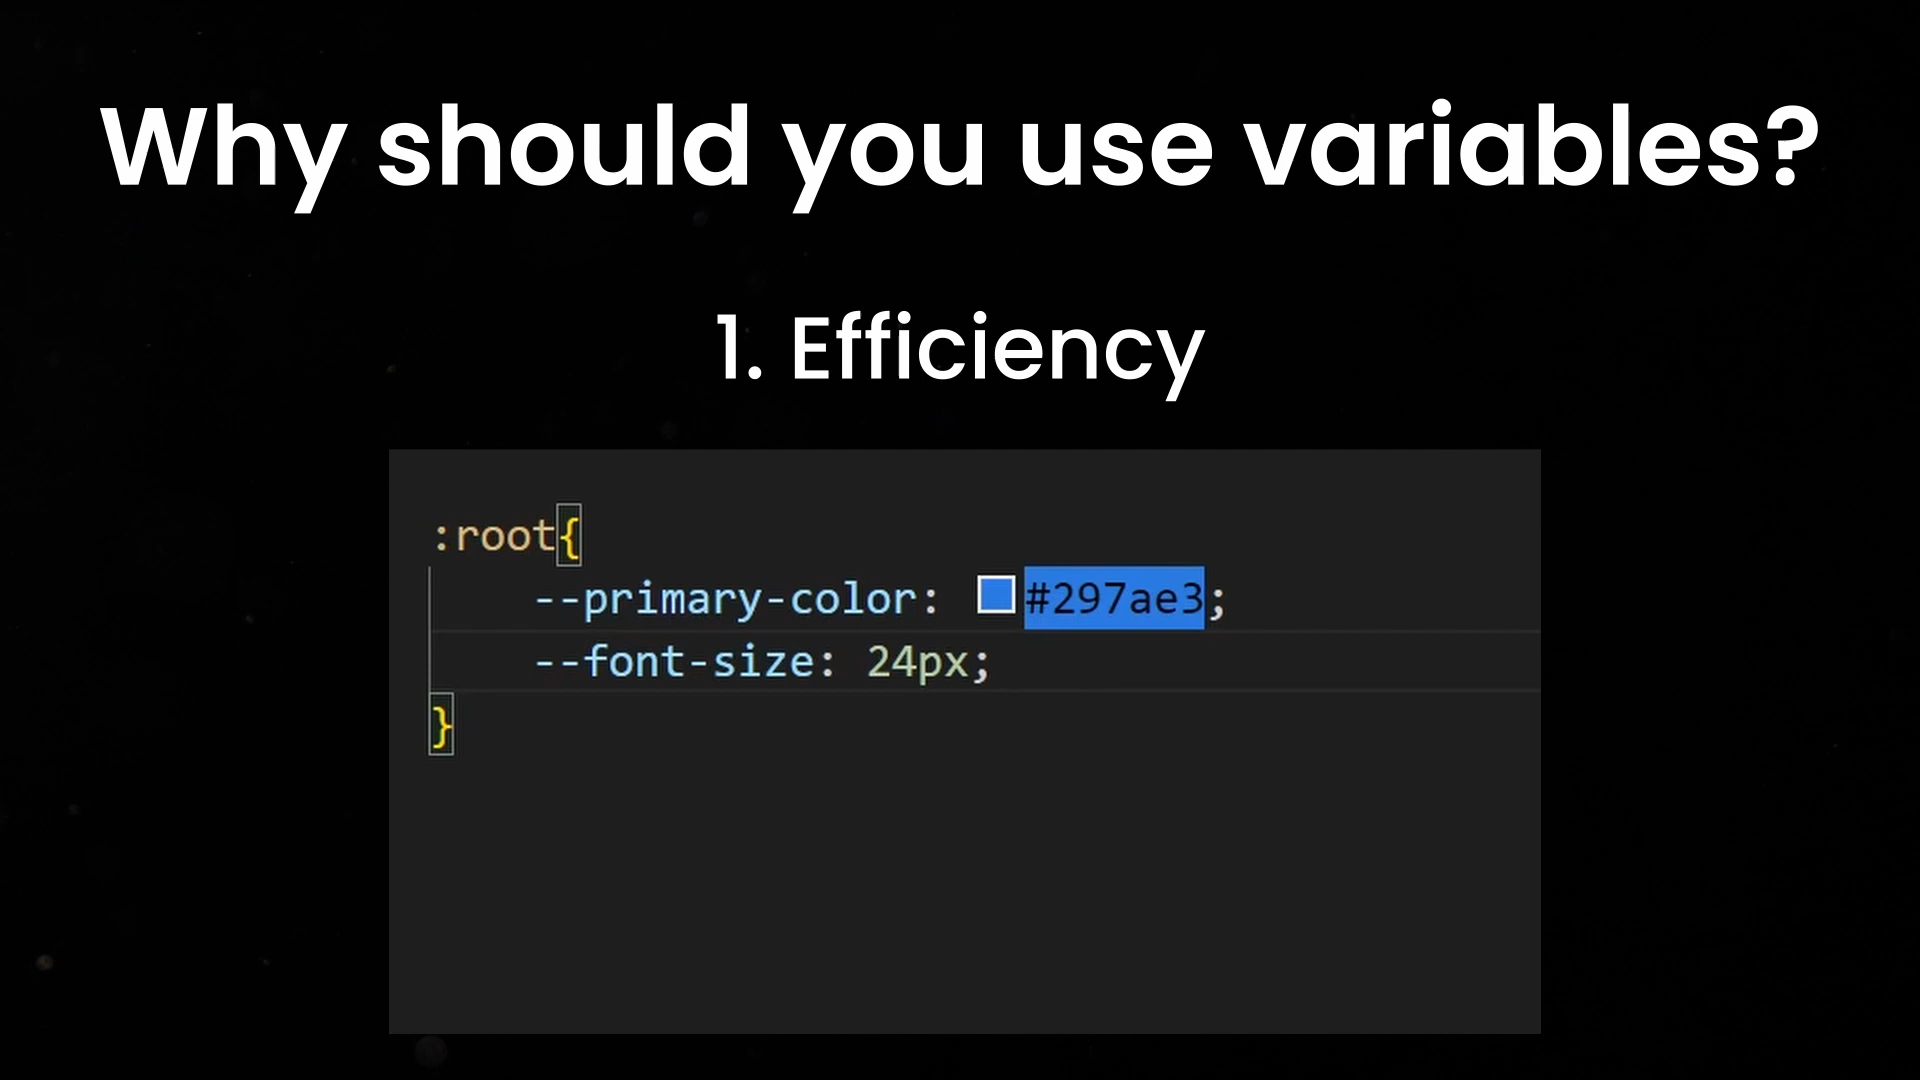 Why should you use variables?
1. Efficiency
:root{
--primary-color: #297ae3;
--font-size: 24px;
}